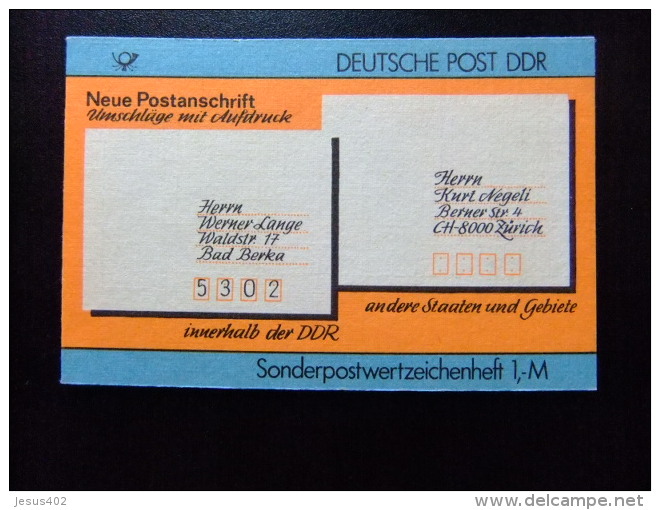 DEUTSCHE POST DDR
Neue Postanschrift
Umschläge mit Aufdruck
Herrn
Werner Lange
Waldstr. 17
Bad Berka
5302
innerhalb der DDR
Herrn
Kurt Negeli
Berner Str. 4
CH-8000 Zürich
andere Staaten und Gebiete
Sonderpostwertzeichenheft 1,-M
Jesus402
delcampe.net